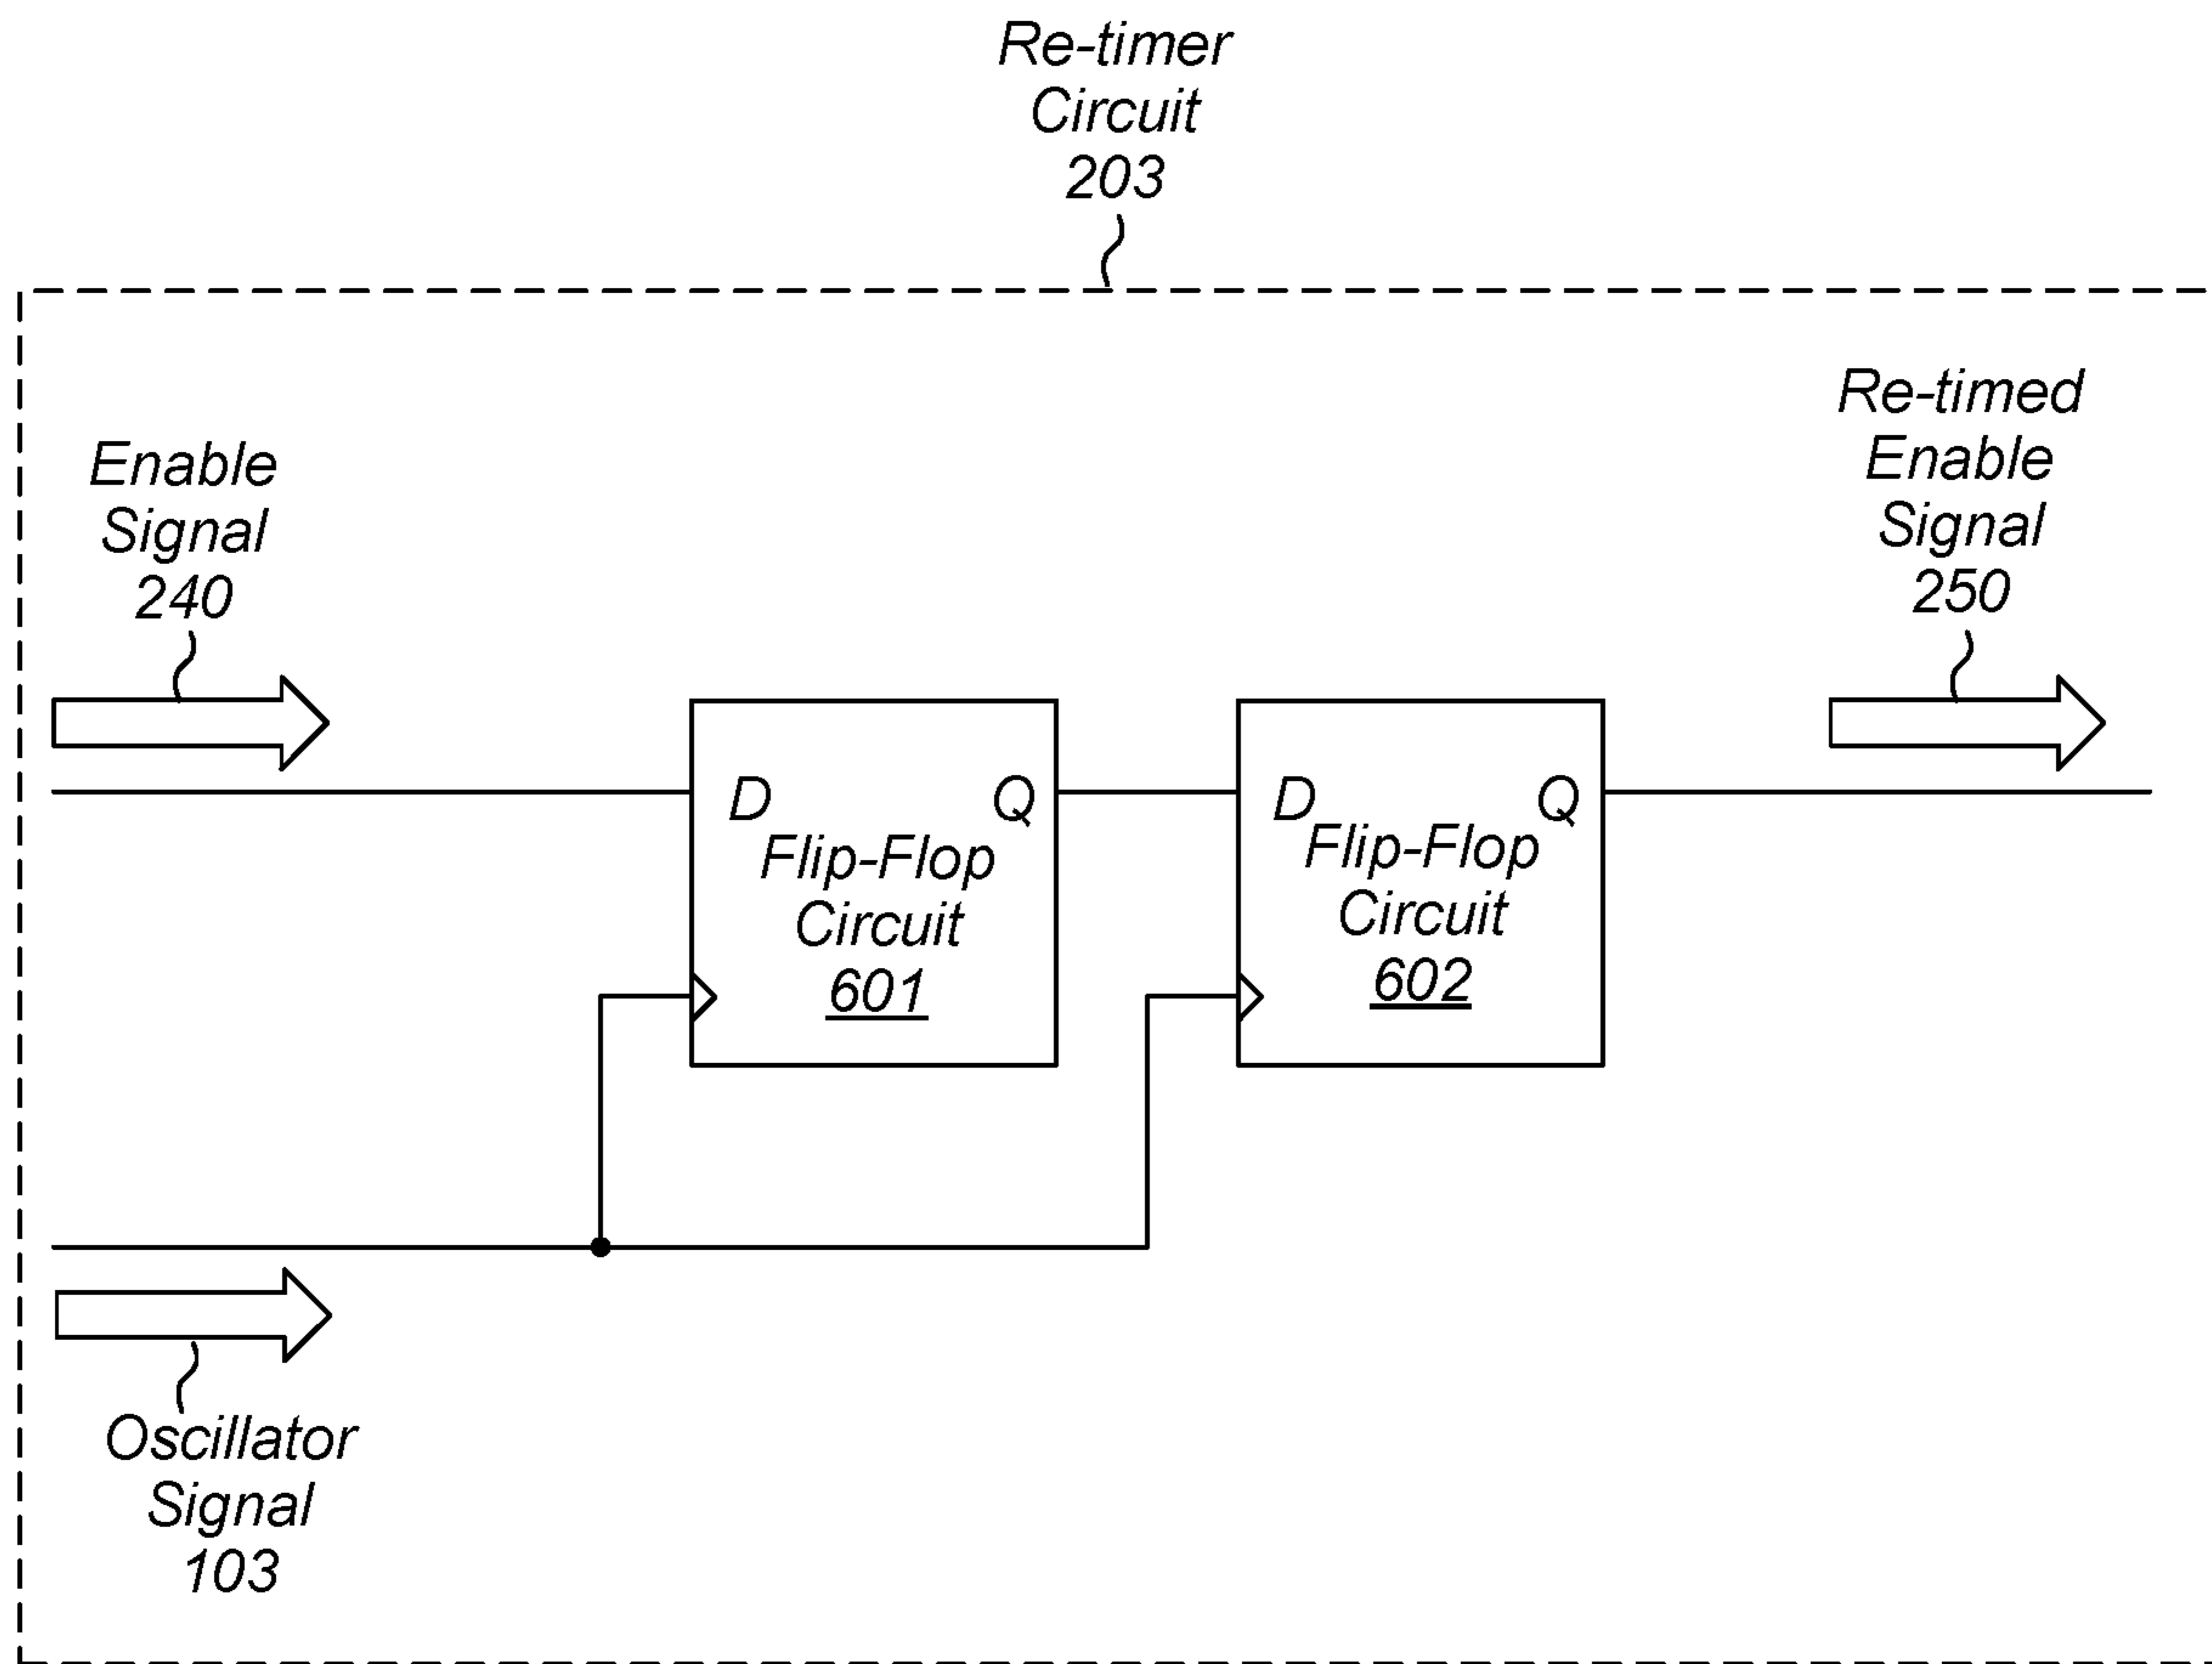 Re-timer
Circuit
203
Enable
Signal
240
Re-timed
Enable
Signal
250
D Q
Flip-Flop
Circuit
601
D Q
Flip-Flop
Circuit
602
Oscillator
Signal
103